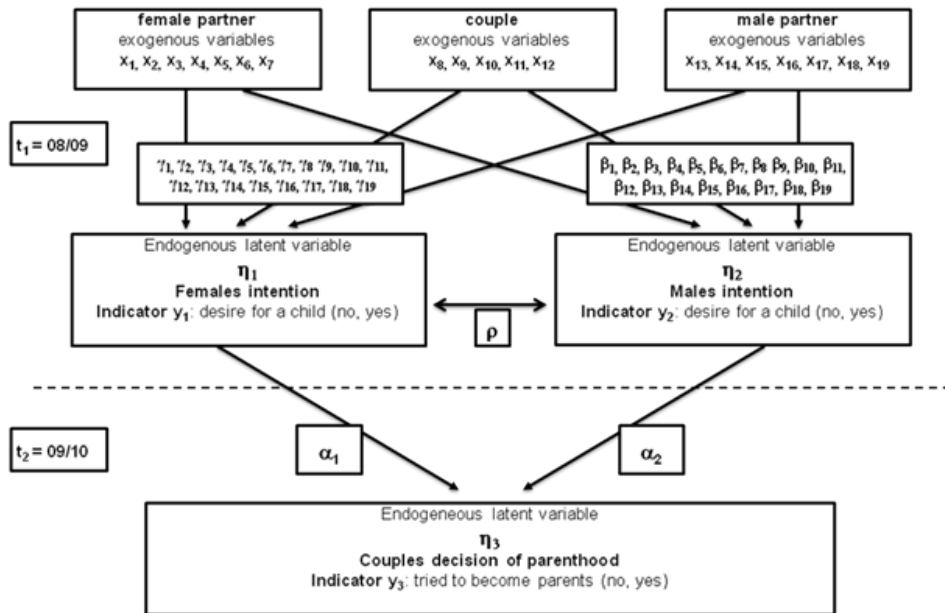 female partner
exogenous variables
x₁, x₂, x₃, x₄, x₅, x₆, x₇
couple
exogenous variables
x₈, x₉, x₁₀, x₁₁, x₁₂
male partner
exogenous variables
x₁₃, x₁₄, x₁₅, x₁₆, x₁₇, x₁₈, x₁₉
t₁ = 08/09
γ₁, γ₂, γ₃, γ₄, γ₅, γ₆, γ₇, γ₈ γ₉, γ₁₀, γ₁₁,
γ₁₂, γ₁₃, γ₁₄, γ₁₅, γ₁₆, γ₁₇, γ₁₈, γ₁₉
β₁, β₂, β₃, β₄, β₅, β₆, β₇, β₈ β₉, β₁₀, β₁₁,
β₁₂, β₁₃, β₁₄, β₁₅, β₁₆, β₁₇, β₁₈, β₁₉
Endogenous latent variable
η₁
Females intention
Indicator y₁: desire for a child (no, yes)
ρ
Endogenous latent variable
η₂
Males intention
Indicator y₂: desire for a child (no, yes)
t₂ = 09/10
α₁
α₂
Endogeneous latent variable
η₃
Couples decision of parenthood
Indicator y₃: tried to become parents (no, yes)